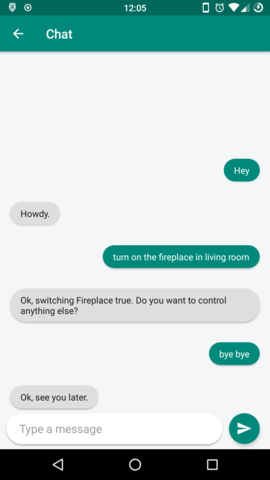 12:05
Chat
Hey
Howdy.
turn on the fireplace in living room
Ok, switching Fireplace true. Do you want to control
anything else?
bye bye
Ok, see you later.
Type a message